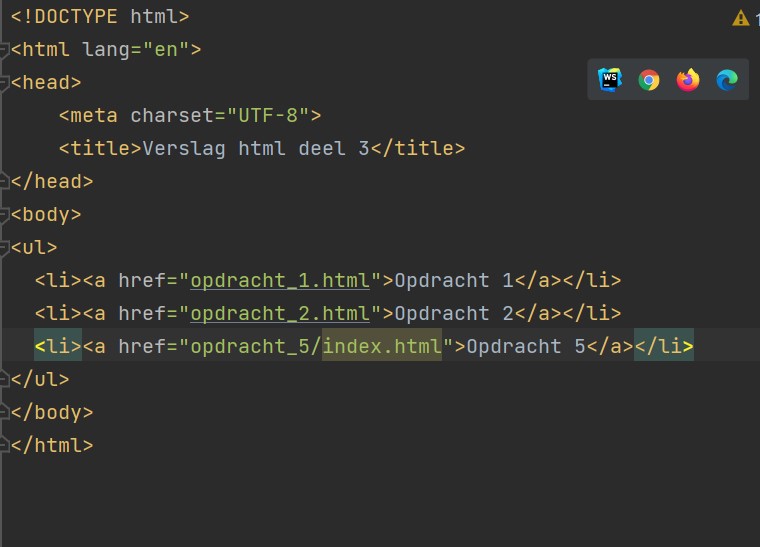 <!DOCTYPE html>
<html lang="en">
<head>
    <meta charset="UTF-8">
    <title>Verslag html deel 3</title>
</head>
<body>
<ul>
  <li><a href="opdracht_1.html">Opdracht 1</a></li>
  <li><a href="opdracht_2.html">Opdracht 2</a></li>
  <li><a href="opdracht_5/index.html">Opdracht 5</a></li>
</ul>
</body>
</html>
WS